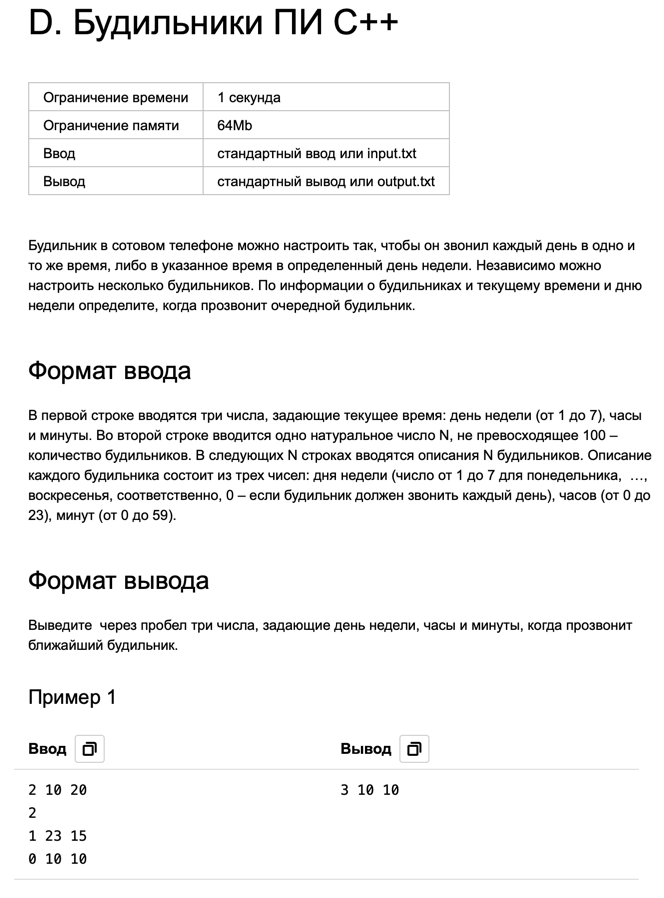 D. Будильники ПИ C++
Ограничение времени 1 секунда
Ограничение памяти 64Mb
Ввод стандартный ввод или input.txt
Вывод стандартный вывод или output.txt
Будильник в сотовом телефоне можно настроить так, чтобы он звонил каждый день в одно и
то же время, либо в указанное время в определенный день недели. Независимо можно
настроить несколько будильников. По информации о будильниках и текущему времени и дню
недели определите, когда прозвонит очередной будильник.
Формат ввода
В первой строке вводятся три числа, задающие текущее время: день недели (от 1 до 7), часы
и минуты. Во второй строке вводится одно натуральное число N, не превосходящее 100 –
количество будильников. В следующих N строках вводятся описания N будильников. Описание
каждого будильника состоит из трех чисел: дня недели (число от 1 до 7 для понедельника, …,
воскресенья, соответственно, 0 – если будильник должен звонить каждый день), часов (от 0 до
23), минут (от 0 до 59).
Формат вывода
Выведите через пробел три числа, задающие день недели, часы и минуты, когда прозвонит
ближайший будильник.
Пример 1
Ввод Вывод
2 10 20 3 10 10
2
1 23 15
0 10 10